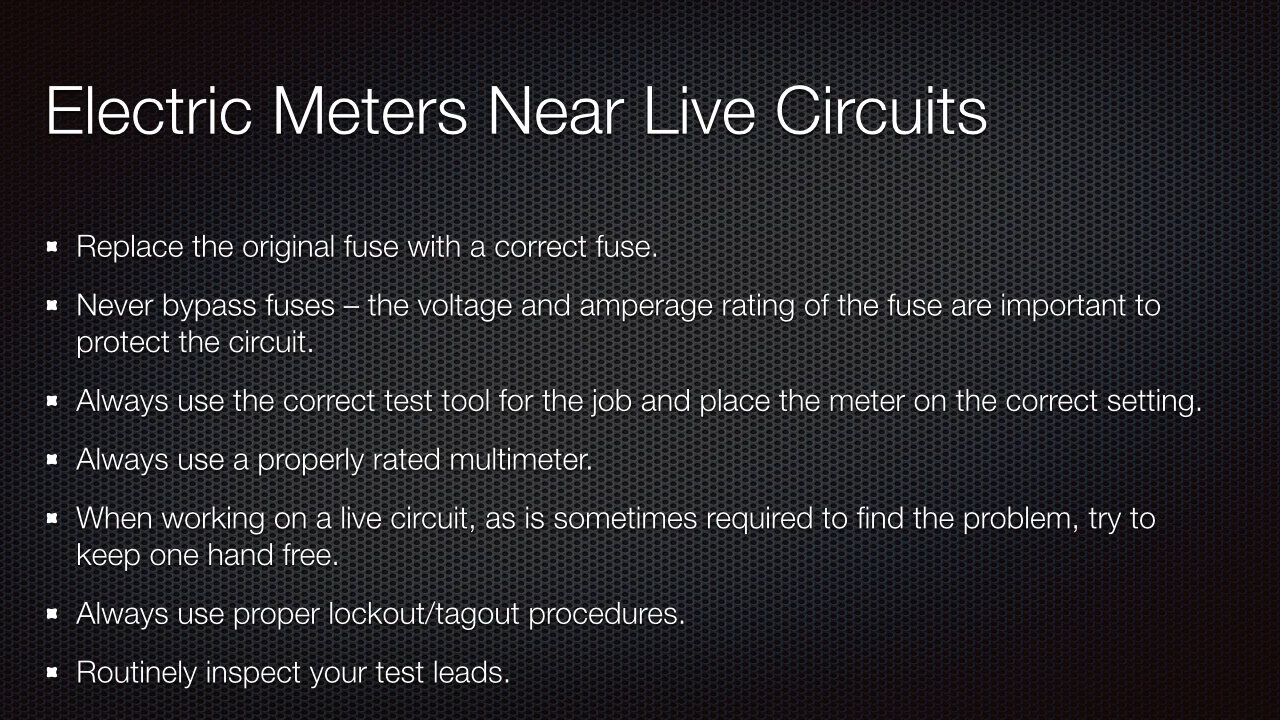 Electric Meters Near Live Circuits
Replace the original fuse with a correct fuse.
Never bypass fuses – the voltage and amperage rating of the fuse are important to
protect the circuit.
Always use the correct test tool for the job and place the meter on the correct setting.
Always use a properly rated multimeter.
When working on a live circuit, as is sometimes required to find the problem, try to
keep one hand free.
Always use proper lockout/tagout procedures.
Routinely inspect your test leads.